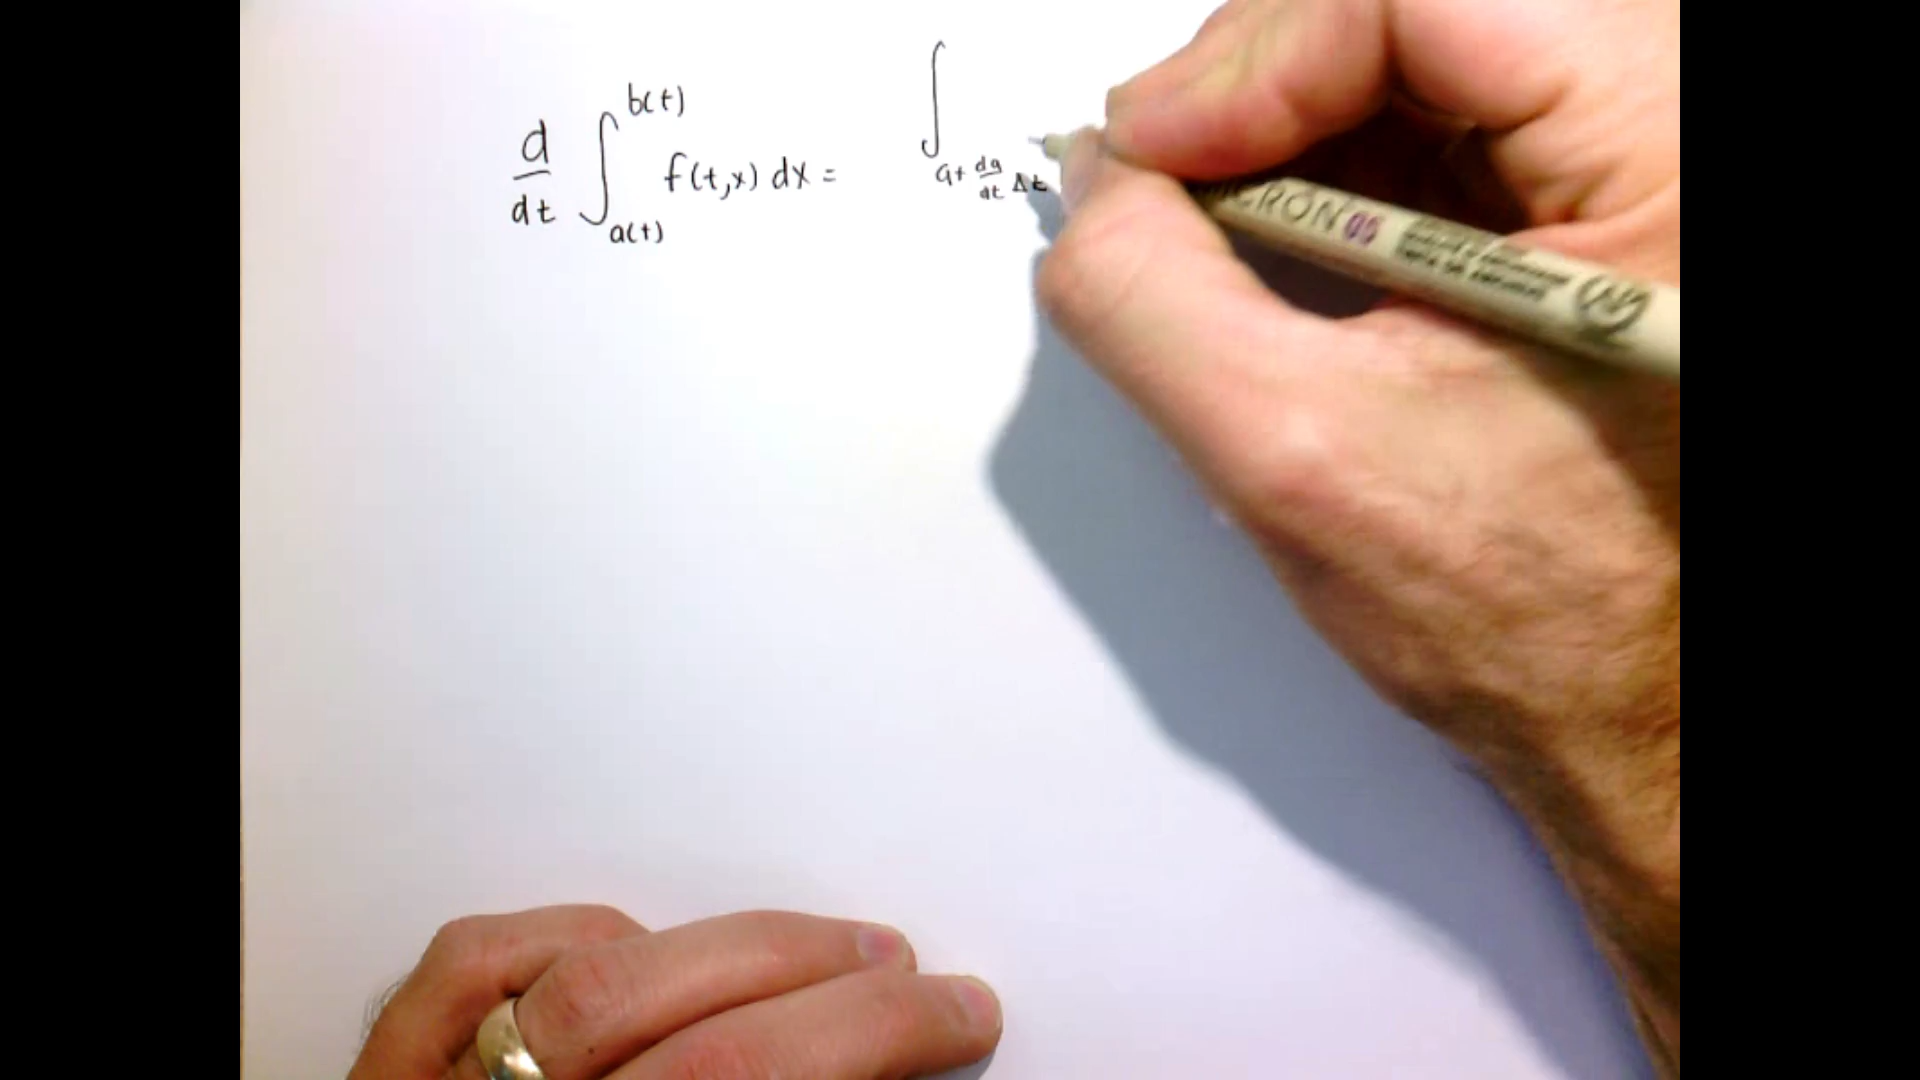 d/dt ∫_{a(t)}^{b(t)} f(t,x) dx = ∫_{a+ da/dt Δt}
MICRON 05